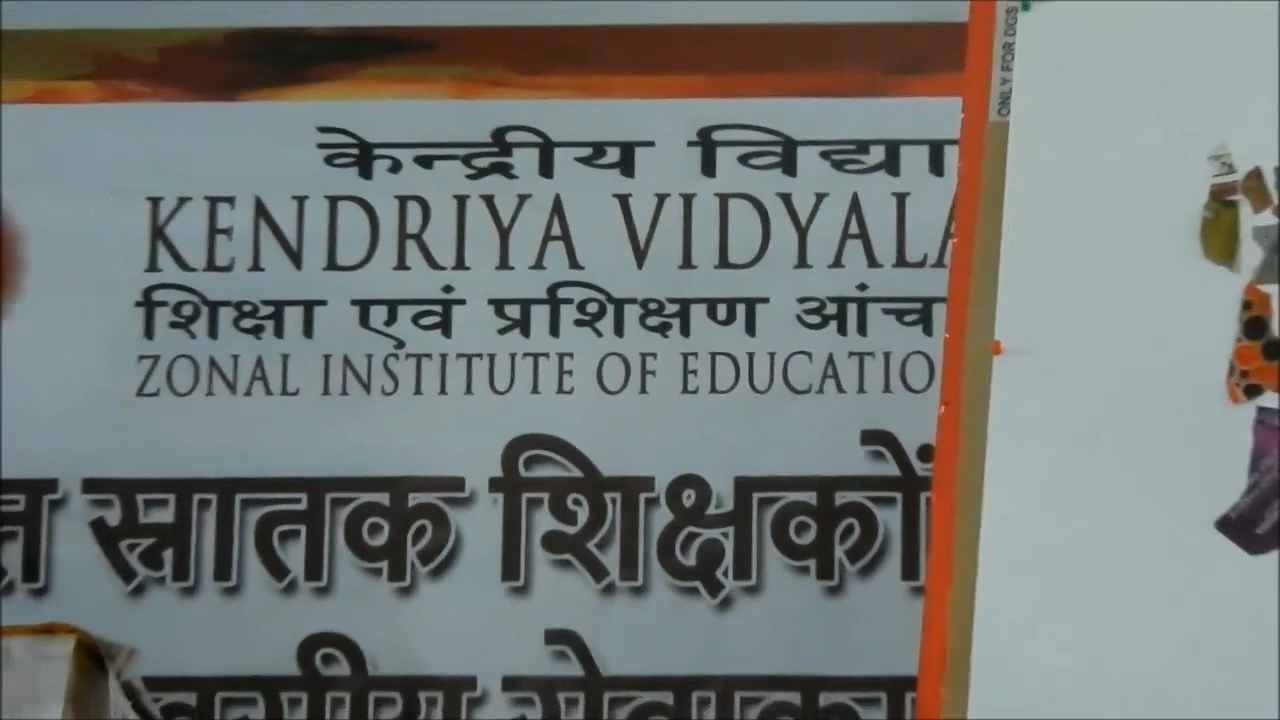 केन्द्रीय विद्या
KENDRIYA VIDYALA
शिक्षा एवं प्रशिक्षण आंच
ZONAL INSTITUTE OF EDUCATIO
स्नातक शिक्षकों
ONLY FOR DGS